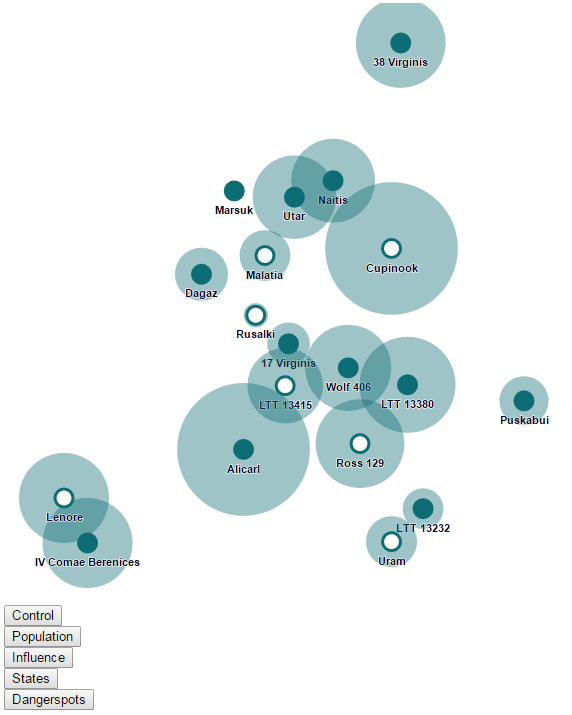 38 Virginis
Naitis
Marsuk
Utar
Cupinook
Malatia
Dagaz
Rusalki
17 Virginis
Wolf 406
LTT 13415
LTT 13380
Puskabui
Ross 129
Alicarl
Lenore
LTT 13232
IV Comae Berenices
Uram
Control
Population
Influence
States
Dangerspots